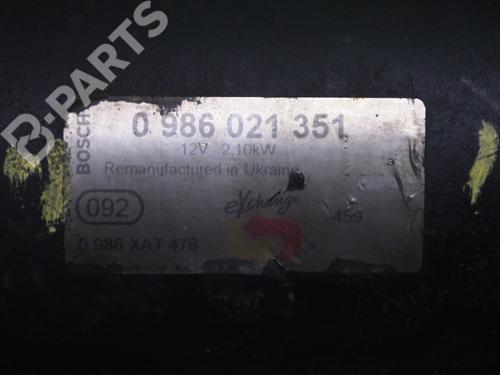 B-PARTS
BOSCH
0 986 021 351
12V 2,10kW
Remanufactured in Ukraine
092
eXchange
459
0 986 XA7 476